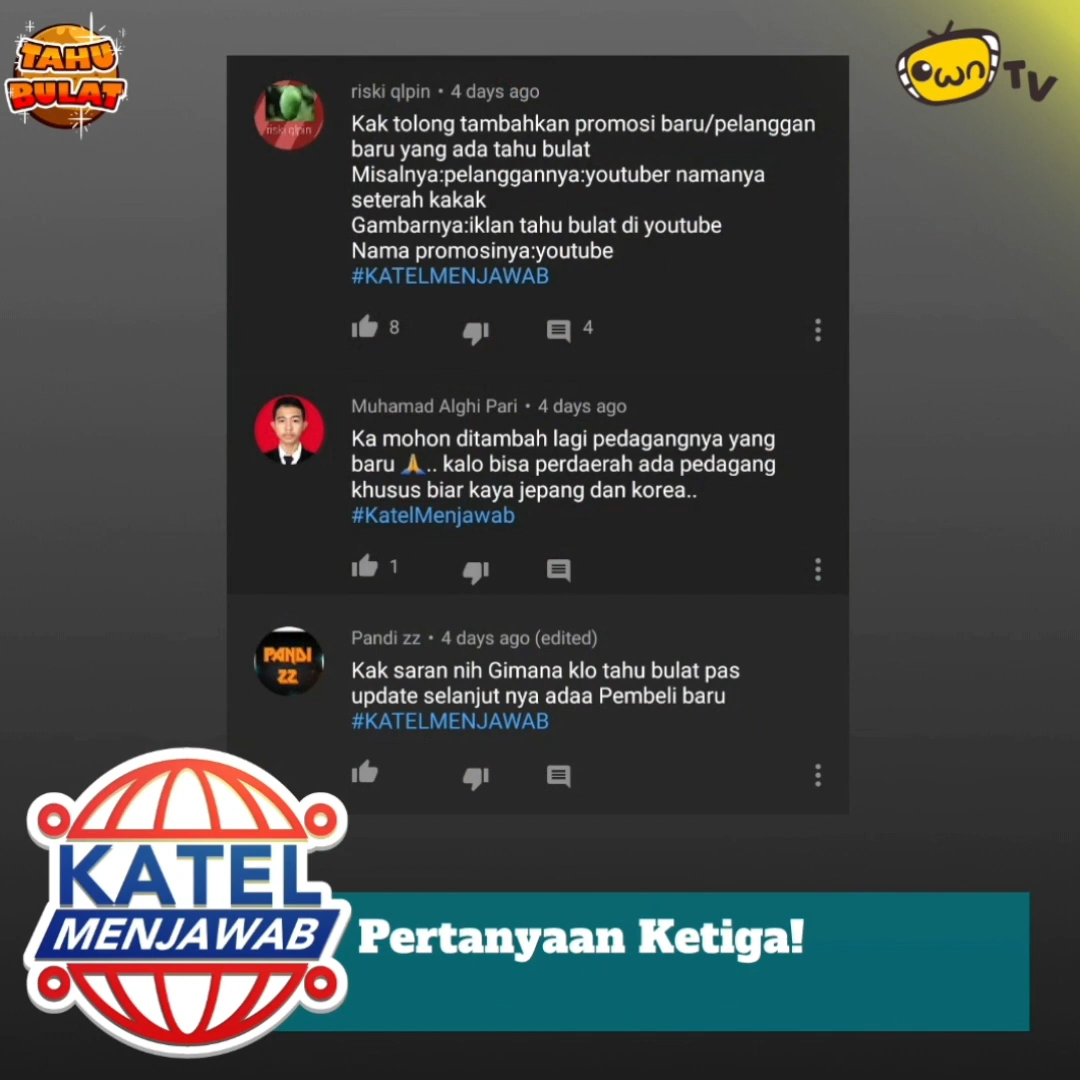 TAHU
BULAT
own TV
riski qlpin • 4 days ago
riski qlpin
Kak tolong tambahkan promosi baru/pelanggan
baru yang ada tahu bulat
Misalnya:pelanggannya:youtuber namanya
seterah kakak
Gambarnya:iklan tahu bulat di youtube
Nama promosinya:youtube
#KATELMENJAWAB
8
4
Muhamad Alghi Pari • 4 days ago
Ka mohon ditambah lagi pedagangnya yang
baru 🙏.. kalo bisa perdaerah ada pedagang
khusus biar kaya jepang dan korea..
#KatelMenjawab
1
Pandi zz • 4 days ago (edited)
PANDI
ZZ
Kak saran nih Gimana klo tahu bulat pas
update selanjut nya adaa Pembeli baru
#KATELMENJAWAB
KATEL
MENJAWAB
Pertanyaan Ketiga!